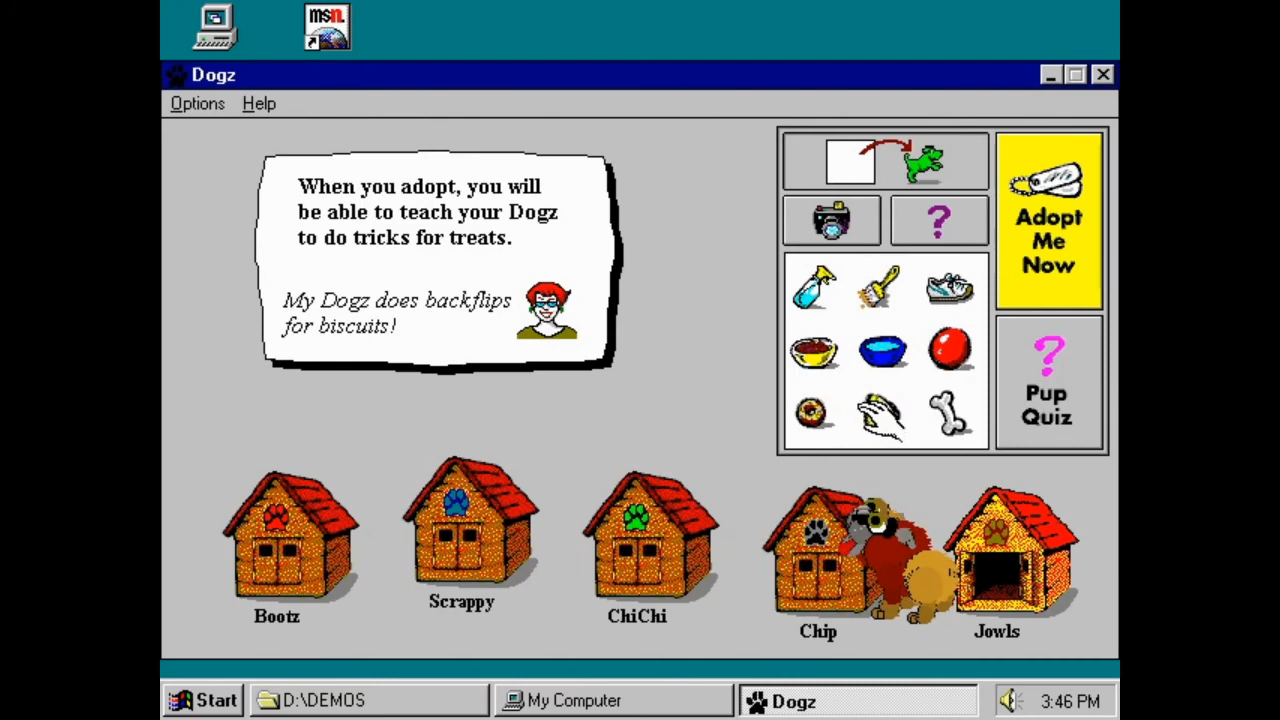 msn
Dogz
Options Help
When you adopt, you will
be able to teach your Dogz
to do tricks for treats.
My Dogz does backflips
for biscuits!
?
Adopt
Me
Now
?
Pup
Quiz
Bootz
Scrappy
ChiChi
Chip
Jowls
Start D:\DEMOS My Computer Dogz 3:46 PM